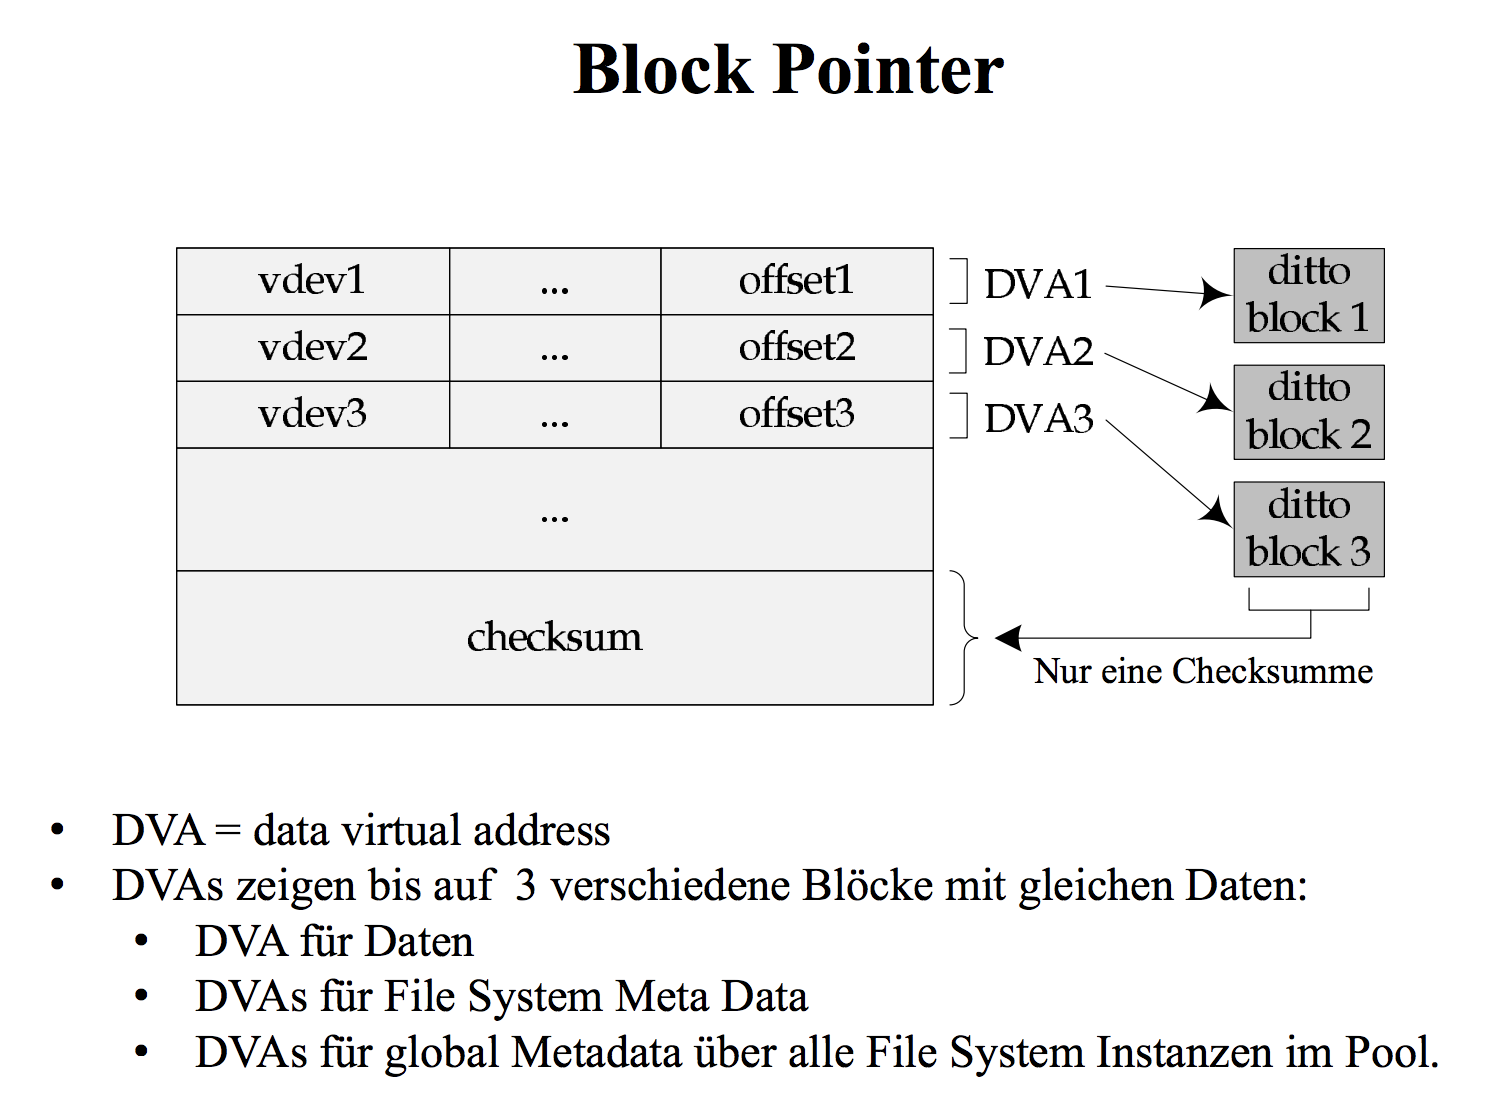 Block Pointer
vdev1 ... offset1 DVA1
vdev2 ... offset2 DVA2
vdev3 ... offset3 DVA3
ditto
block 1
ditto
block 2
ditto
block 3
...
checksum
Nur eine Checksumme
• DVA = data virtual address
• DVAs zeigen bis auf 3 verschiedene Blöcke mit gleichen Daten:
• DVA für Daten
• DVAs für File System Meta Data
• DVAs für global Metadata über alle File System Instanzen im Pool.